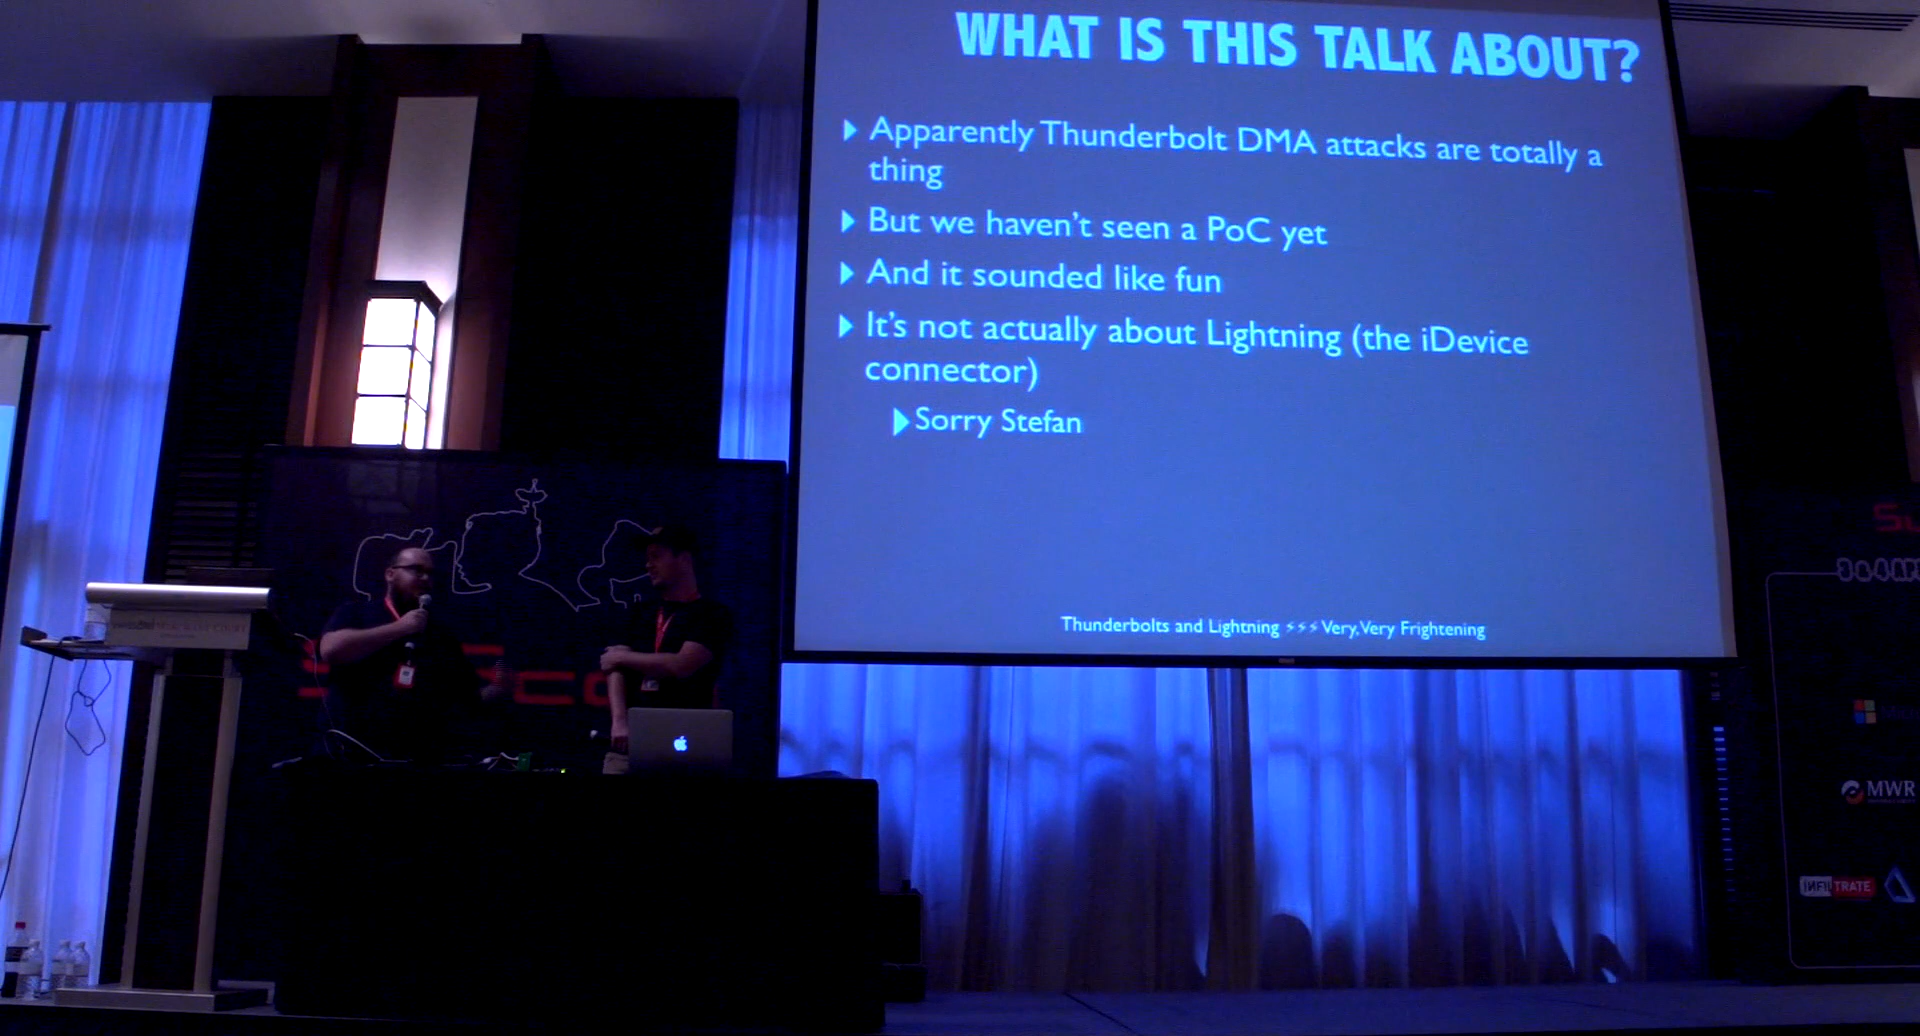 WHAT IS THIS TALK ABOUT?
Apparently Thunderbolt DMA attacks are totally a
thing
But we haven't seen a PoC yet
And it sounded like fun
It's not actually about Lightning (the iDevice
connector)
Sorry Stefan
Thunderbolts and Lightning ⚡⚡⚡ Very, Very Frightening
MWR
INFILTRATE